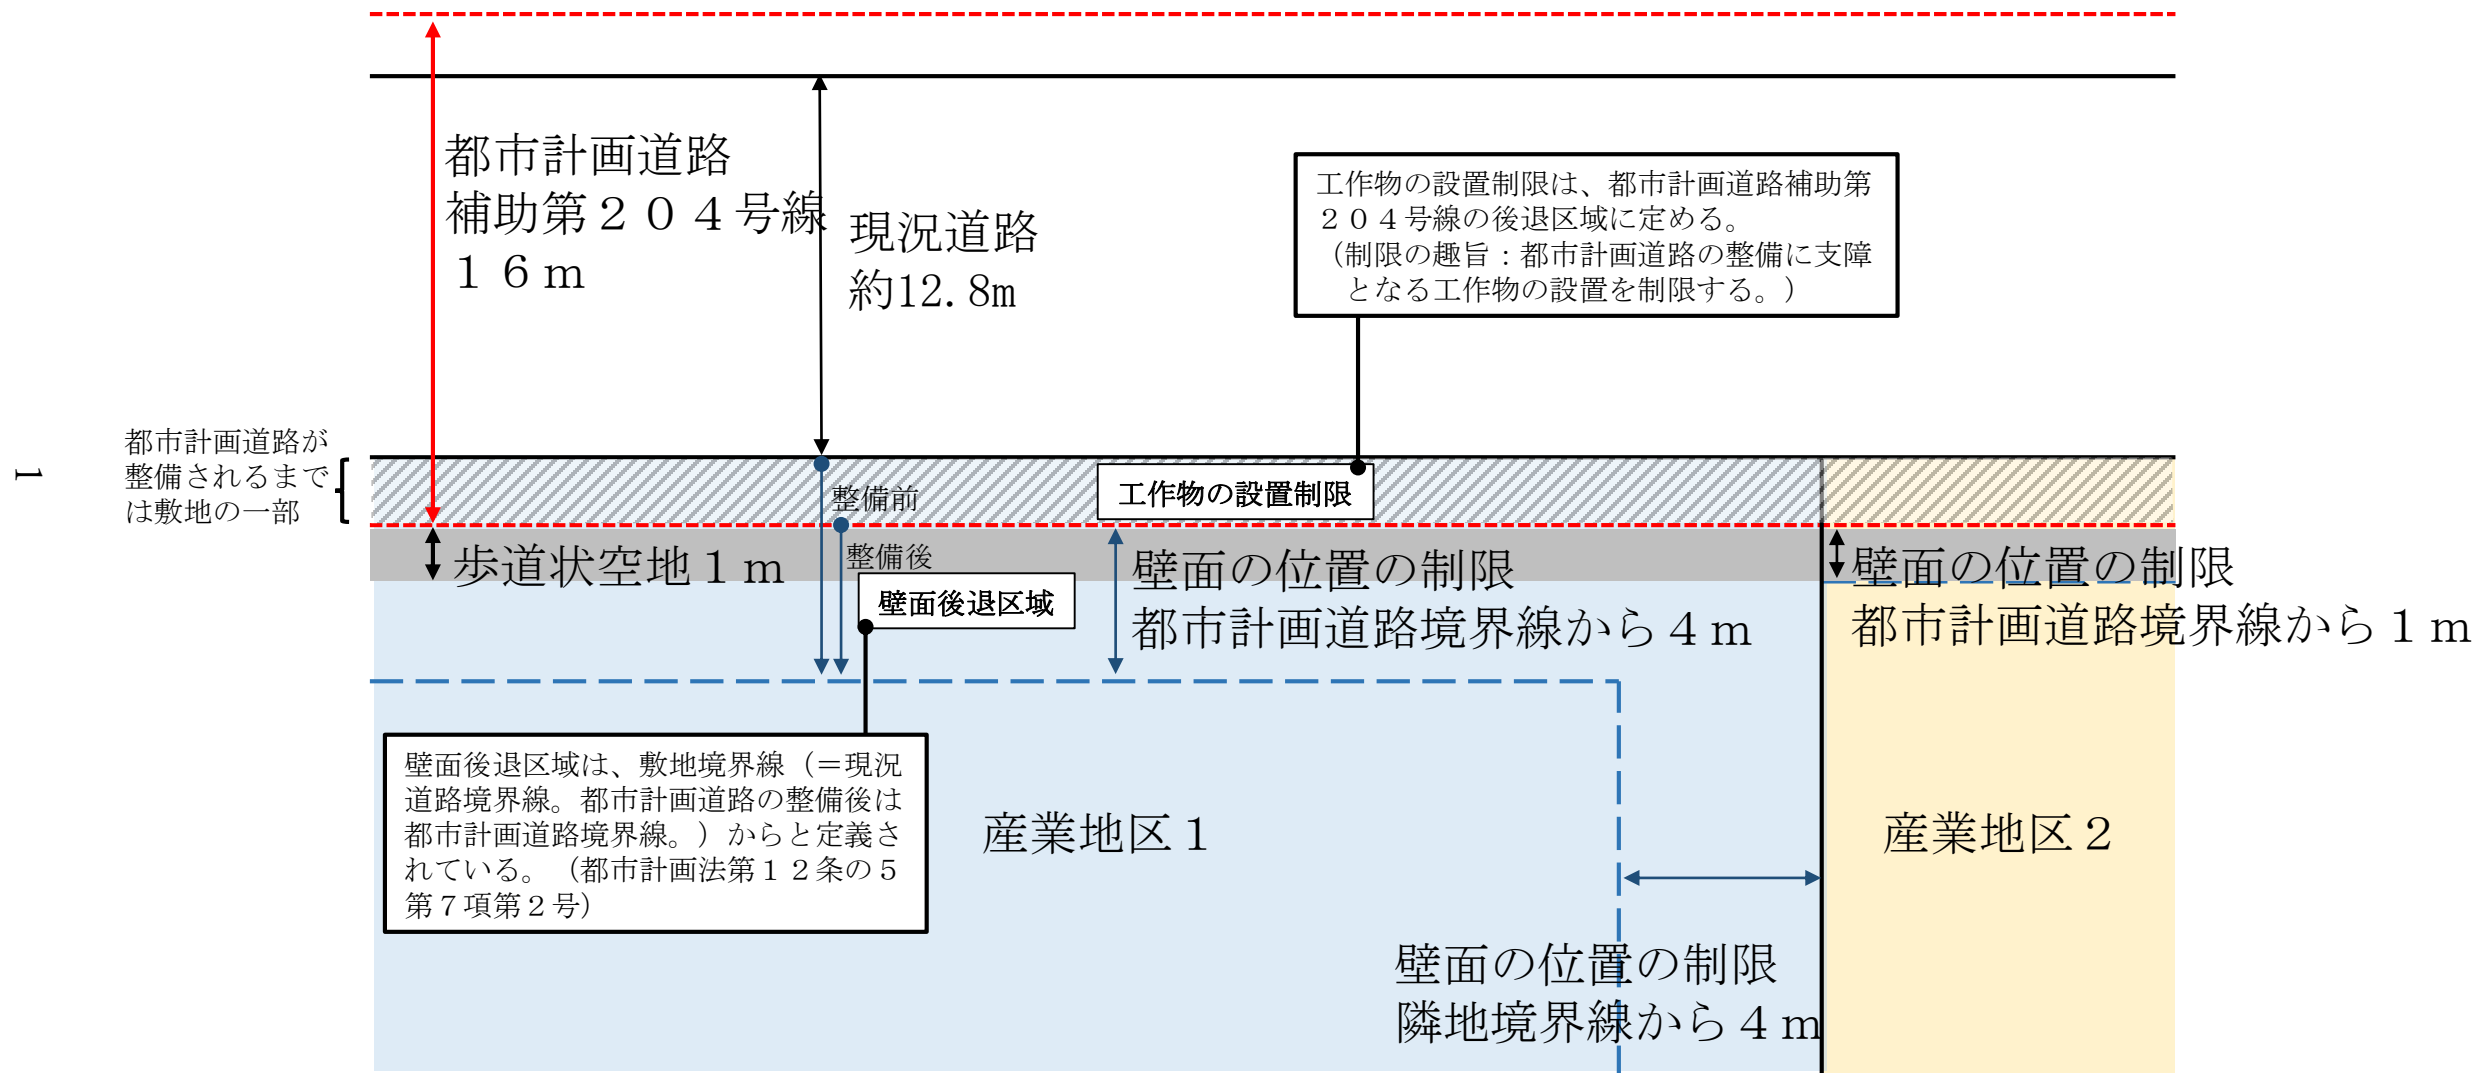 都市計画道路
補助第２０４号線
１６ｍ
現況道路
約12.8m
工作物の設置制限は、都市計画道路補助第
２０４号線の後退区域に定める。
（制限の趣旨：都市計画道路の整備に支障
となる工作物の設置を制限する。）
都市計画道路が
整備されるまで
は敷地の一部
1
整備前
工作物の設置制限
歩道状空地１ｍ
整備後
壁面後退区域
壁面の位置の制限
都市計画道路境界線から４ｍ
壁面の位置の制限
都市計画道路境界線から１ｍ
壁面後退区域は、敷地境界線（＝現況
道路境界線。都市計画道路の整備後は
都市計画道路境界線。）からと定義さ
れている。（都市計画法第１２条の５
第７項第２号）
産業地区１
産業地区２
壁面の位置の制限
隣地境界線から４ｍ